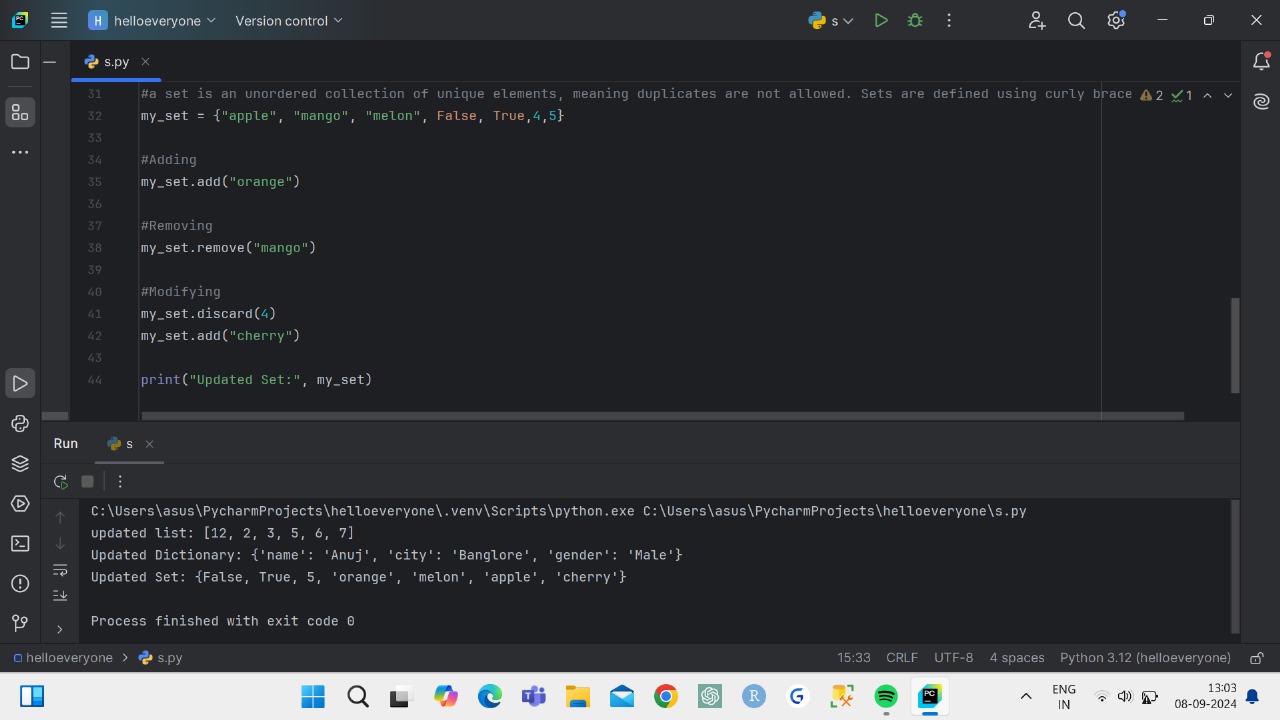 H helloeveryone Version control s
s.py
31 #a set is an unordered collection of unique elements, meaning duplicates are not allowed. Sets are defined using curly brace 2 1
32 my_set = {"apple", "mango", "melon", False, True,4,5}
33
34 #Adding
35 my_set.add("orange")
36
37 #Removing
38 my_set.remove("mango")
39
40 #Modifying
41 my_set.discard(4)
42 my_set.add("cherry")
43
44 print("Updated Set:", my_set)
Run s
C:\Users\asus\PycharmProjects\helloeveryone\.venv\Scripts\python.exe C:\Users\asus\PycharmProjects\helloeveryone\s.py
updated list: [12, 2, 3, 5, 6, 7]
Updated Dictionary: {'name': 'Anuj', 'city': 'Banglore', 'gender': 'Male'}
Updated Set: {False, True, 5, 'orange', 'melon', 'apple', 'cherry'}
Process finished with exit code 0
helloeveryone > s.py 15:33 CRLF UTF-8 4 spaces Python 3.12 (helloeveryone)
ENG 13:03
IN 08-09-2024